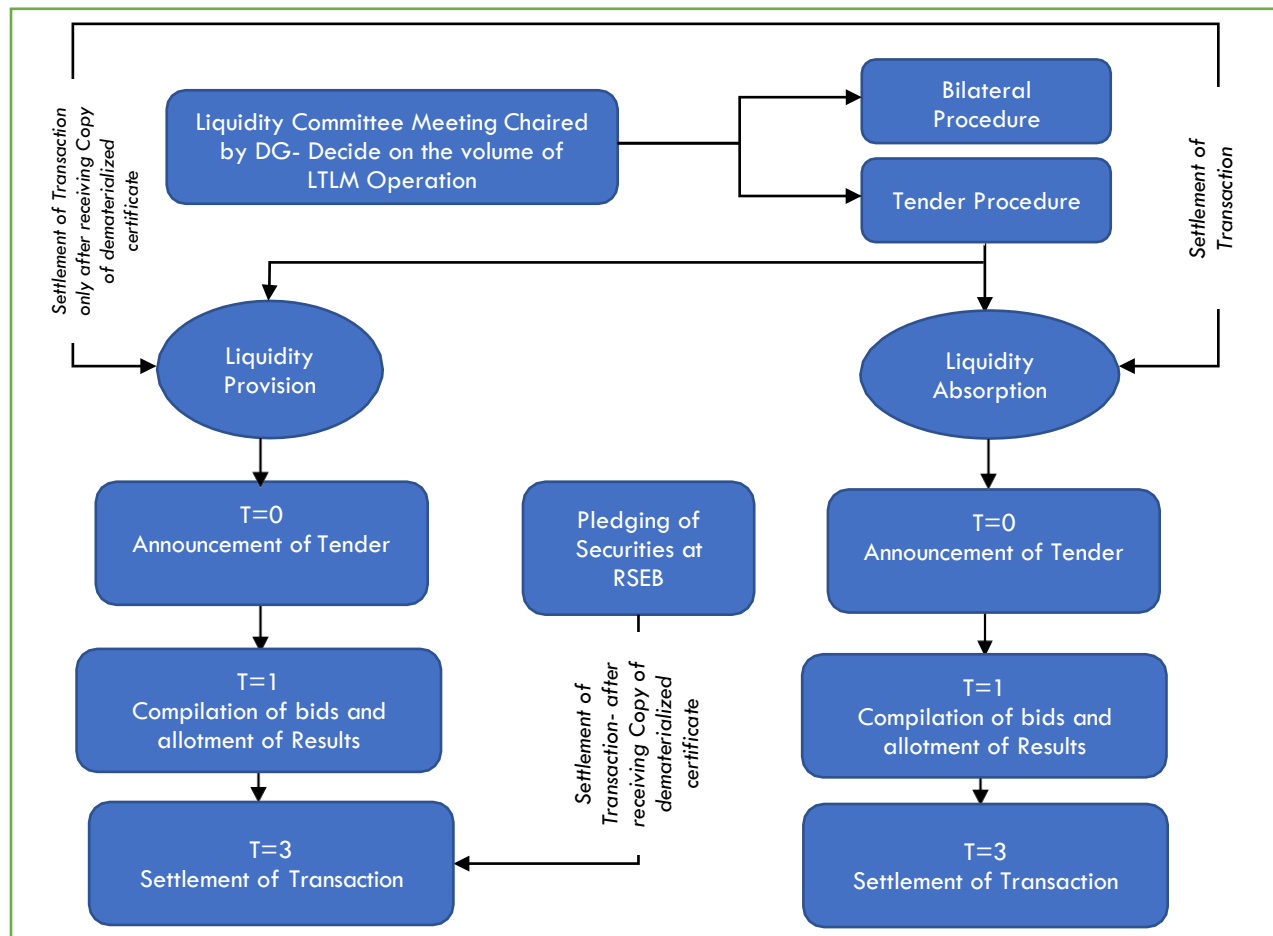 Liquidity Committee Meeting Chaired
by DG- Decide on the volume of
LTLM Operation
Bilateral
Procedure
Tender Procedure
Settlement of Transaction
only after receiving Copy
of dematerialized
certificate
Settlement of
Transaction
Liquidity
Provision
Liquidity
Absorption
T=0
Announcement of Tender
Pledging of
Securities at
RSEB
T=0
Announcement of Tender
T=1
Compilation of bids and
allotment of Results
Settlement of
Transaction- after
receiving Copy of
dematerialized
certificate
T=1
Compilation of bids and
allotment of Results
T=3
Settlement of Transaction
T=3
Settlement of Transaction